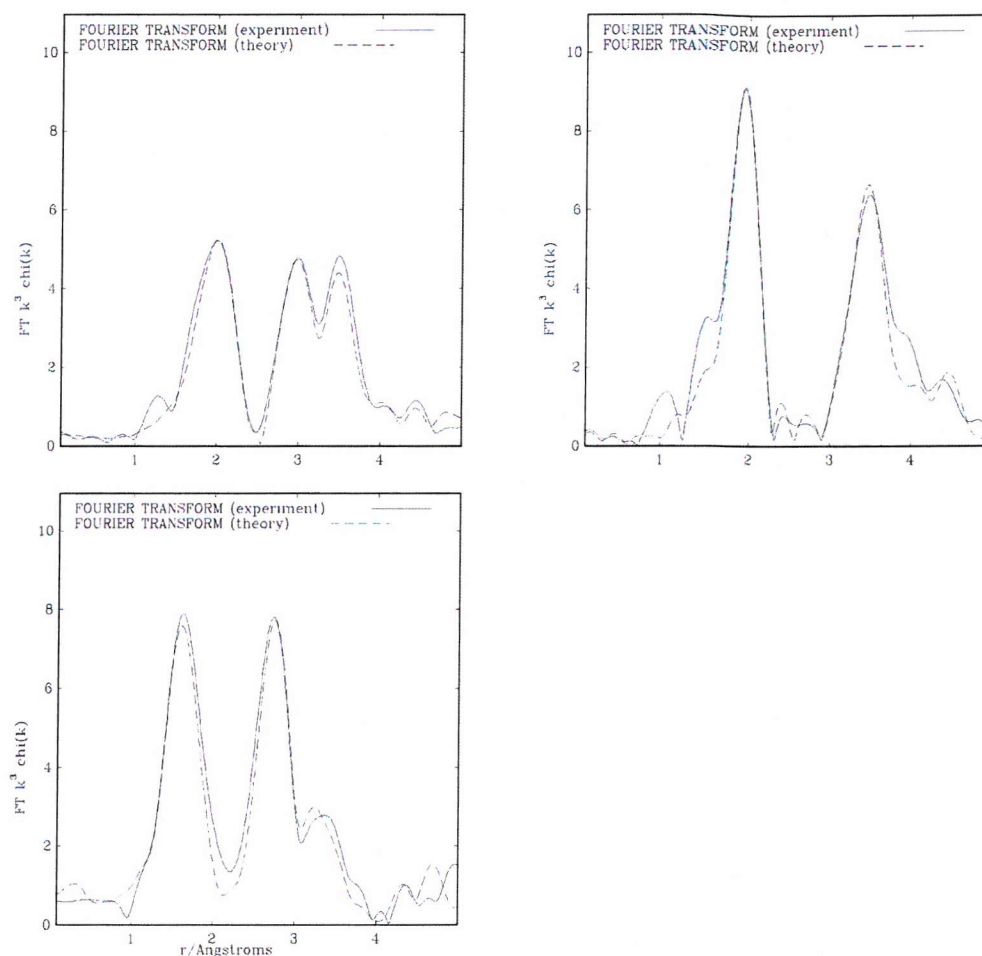 FOURIER TRANSFORM (experiment)
FOURIER TRANSFORM (theory)
10
8
6
4
2
0
FT k³ chi(k)
1 2 3 4
FOURIER TRANSFORM (experiment)
FOURIER TRANSFORM (theory)
10
8
6
4
2
0
FT k³ chi(k)
1 2 3 4
FOURIER TRANSFORM (experiment)
FOURIER TRANSFORM (theory)
10
8
6
4
2
0
FT k³ chi(k)
1 2 3 4
r/Angstroms